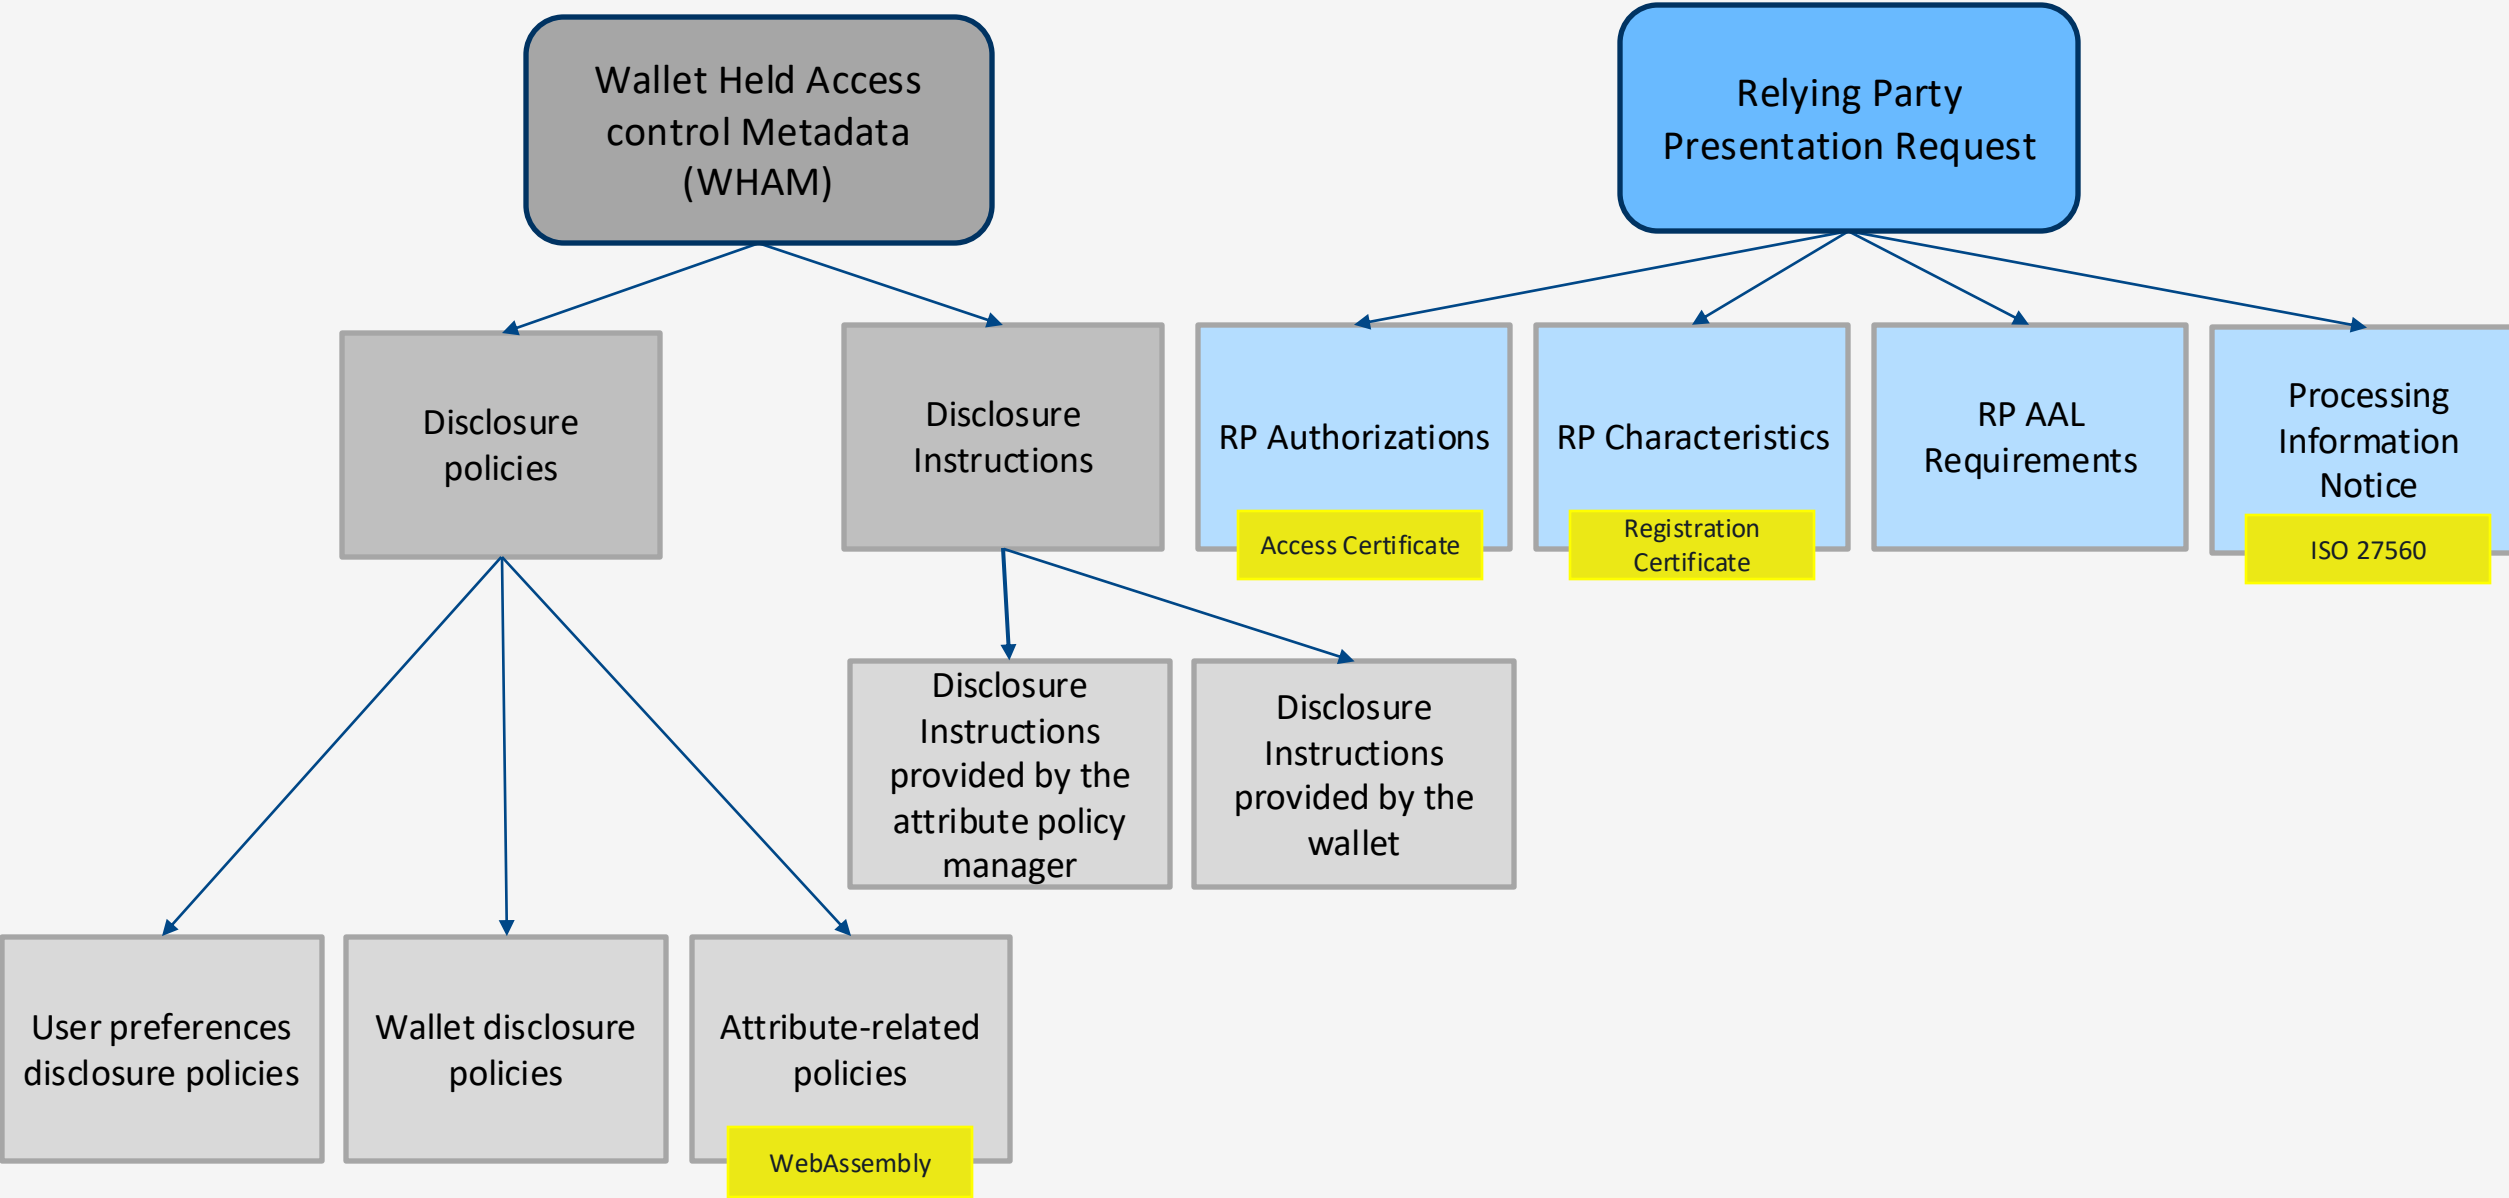 Wallet Held Access
control Metadata
(WHAM)
Relying Party
Presentation Request
Disclosure
policies
Disclosure
Instructions
RP Authorizations
Access Certificate
RP Characteristics
Registration
Certificate
RP AAL
Requirements
Processing
Information
Notice
ISO 27560
Disclosure
Instructions
provided by the
attribute policy
manager
Disclosure
Instructions
provided by the
wallet
User preferences
disclosure policies
Wallet disclosure
policies
Attribute-related
policies
WebAssembly